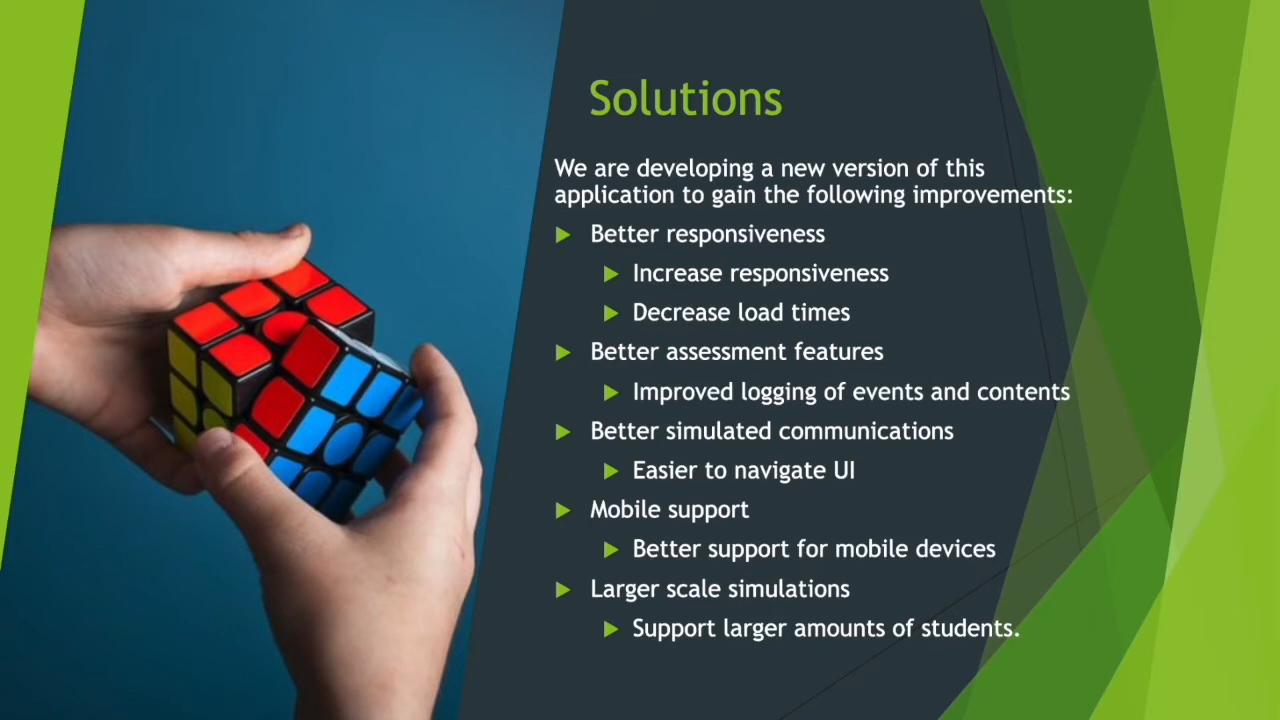 Solutions
We are developing a new version of this
application to gain the following improvements:
Better responsiveness
Increase responsiveness
Decrease load times
Better assessment features
Improved logging of events and contents
Better simulated communications
Easier to navigate UI
Mobile support
Better support for mobile devices
Larger scale simulations
Support larger amounts of students.